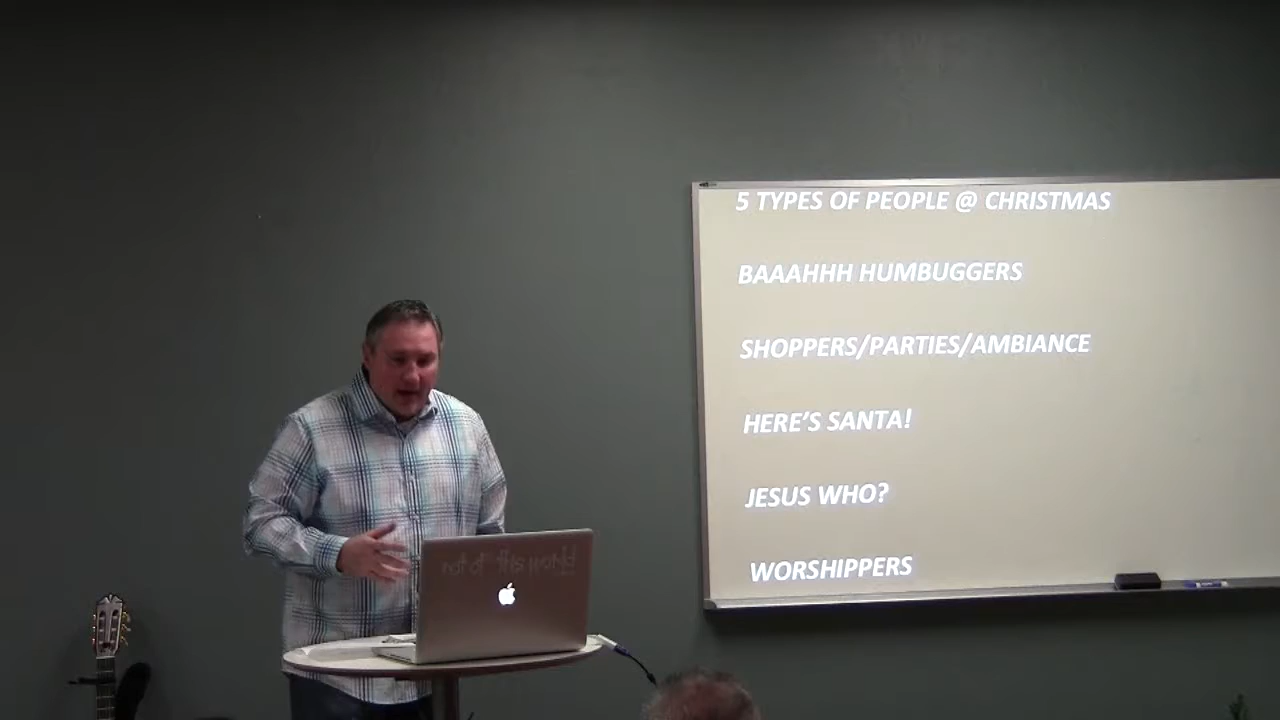 5 TYPES OF PEOPLE @ CHRISTMAS
BAAAHHH HUMBUGGERS
SHOPPERS/PARTIES/AMBIANCE
HERE'S SANTA!
JESUS WHO?
WORSHIPPERS